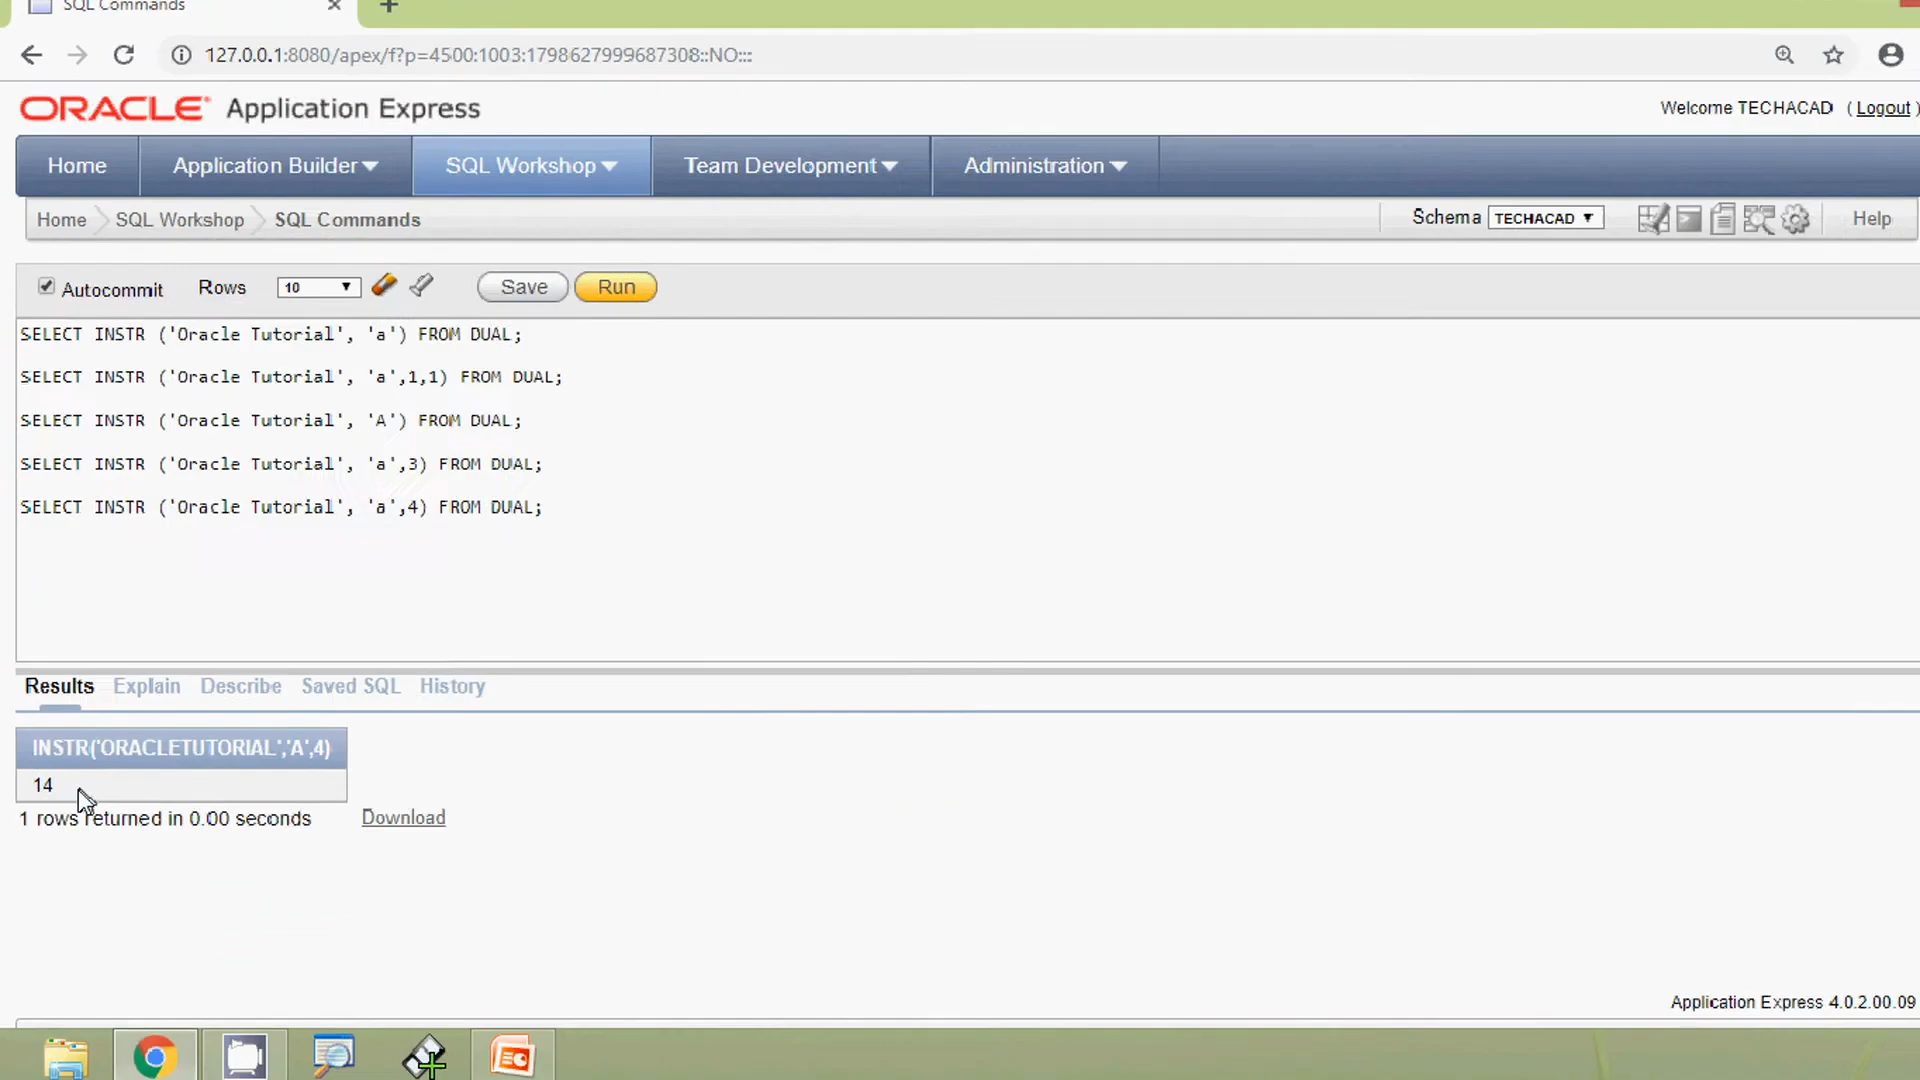 SQL Commands
127.0.0.1:8080/apex/f?p=4500:1003:1798627999687308::NO:::
ORACLE Application Express
Welcome TECHACAD ( Logout )
Home Application Builder SQL Workshop Team Development Administration
Home SQL Workshop SQL Commands Schema TECHACAD Help
Autocommit Rows 10 Save Run
SELECT INSTR ('Oracle Tutorial', 'a') FROM DUAL;
SELECT INSTR ('Oracle Tutorial', 'a',1,1) FROM DUAL;
SELECT INSTR ('Oracle Tutorial', 'A') FROM DUAL;
SELECT INSTR ('Oracle Tutorial', 'a',3) FROM DUAL;
SELECT INSTR ('Oracle Tutorial', 'a',4) FROM DUAL;
Results Explain Describe Saved SQL History
INSTR('ORACLETUTORIAL','A',4)
14
1 rows returned in 0.00 seconds Download
Application Express 4.0.2.00.09